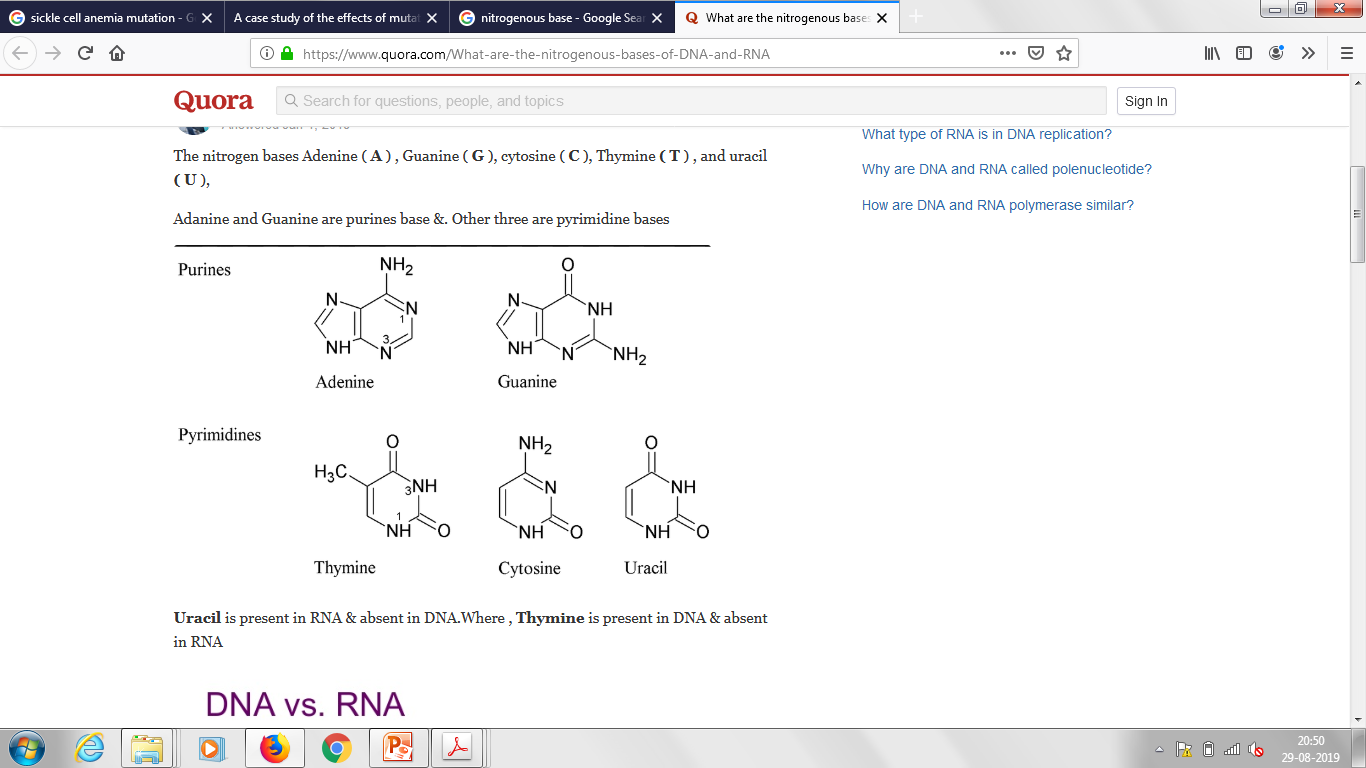 sickle cell anemia mutation - G
A case study of the effects of muta
nitrogenous base - Google Sear
What are the nitrogenous bases
https://www.quora.com/What-are-the-nitrogenous-bases-of-DNA-and-RNA
Quora
Search for questions, people, and topics
Sign In
The nitrogen bases Adenine ( A ) , Guanine ( G ), cytosine ( C ), Thymine ( T ) , and uracil
( U ),
Adanine and Guanine are purines base &. Other three are pyrimidine bases
What type of RNA is in DNA replication?
Why are DNA and RNA called polenucleotide?
How are DNA and RNA polymerase similar?
Purines
NH2
N
N
1
NH
3
N
Adenine
O
N
NH
NH
N
NH2
Guanine
Pyrimidines
O
H3C
3
NH
1
NH
O
Thymine
NH2
N
NH
O
Cytosine
O
NH
NH
O
Uracil
Uracil is present in RNA & absent in DNA.Where , Thymine is present in DNA & absent
in RNA
DNA vs. RNA
20:50
29-08-2019